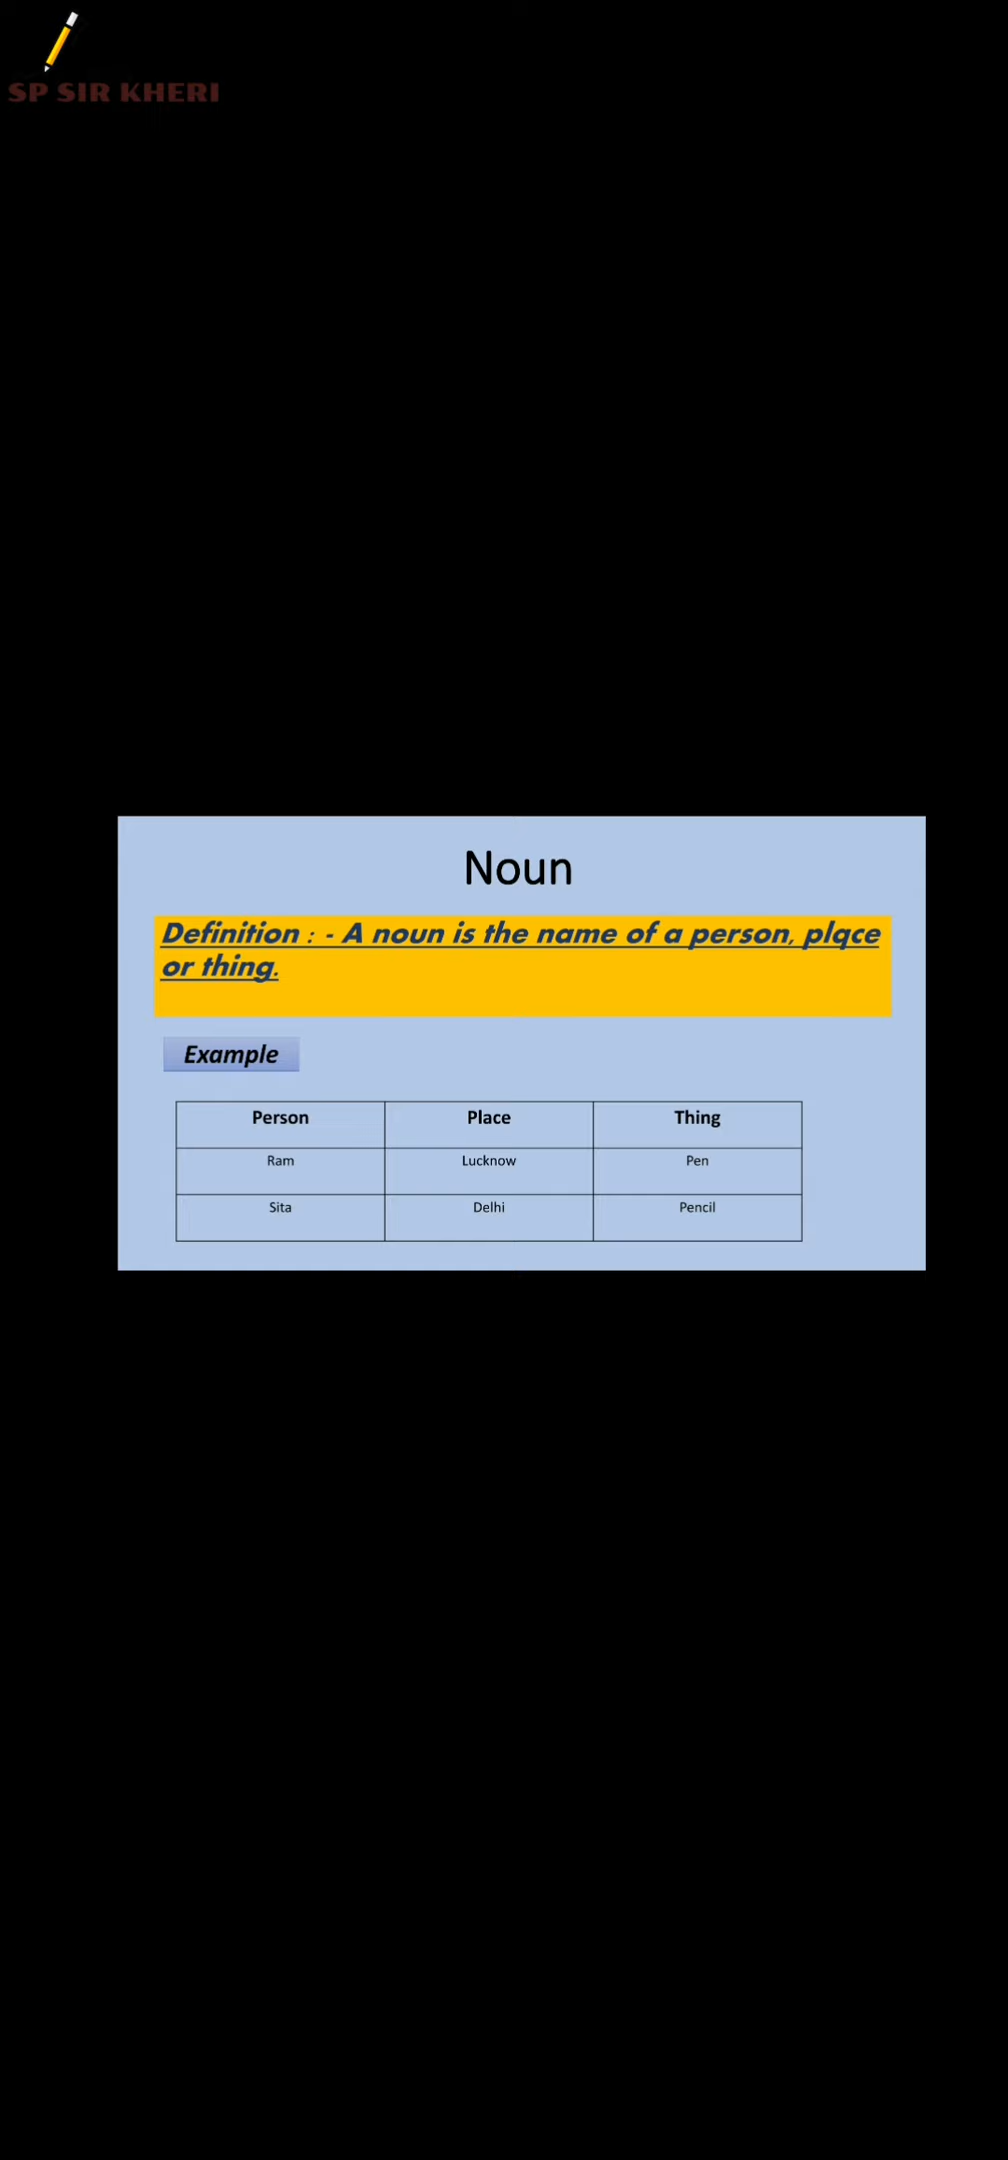 SP SIR KHERI
Noun
Definition : - A noun is the name of a person, plqce
or thing.
Example
Person Place Thing
Ram Lucknow Pen
Sita Delhi Pencil